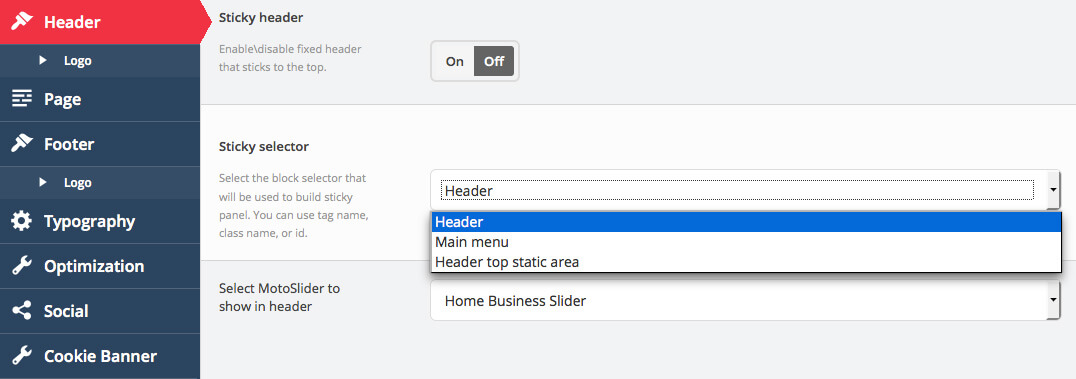 Header
Logo
Page
Footer
Logo
Typography
Optimization
Social
Cookie Banner
Sticky header
Enable\disable fixed header
that sticks to the top.
On Off
Sticky selector
Select the block selector that
will be used to build sticky
panel. You can use tag name,
class name, or id.
Header
Header
Main menu
Header top static area
Select MotoSlider to
show in header
Home Business Slider